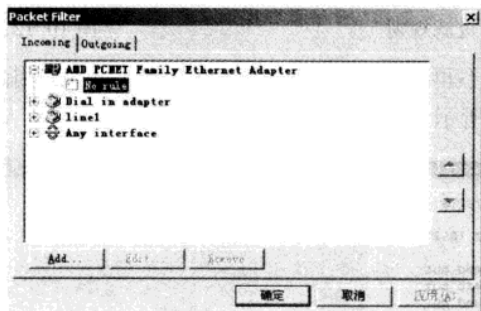 Packet Filter
Incoming Outgoing
AMD PCNET Family Ethernet Adapter
No rule
Dial in adapter
line1
Any interface
Add... Edit... Remove
确定 取消 应用(A)